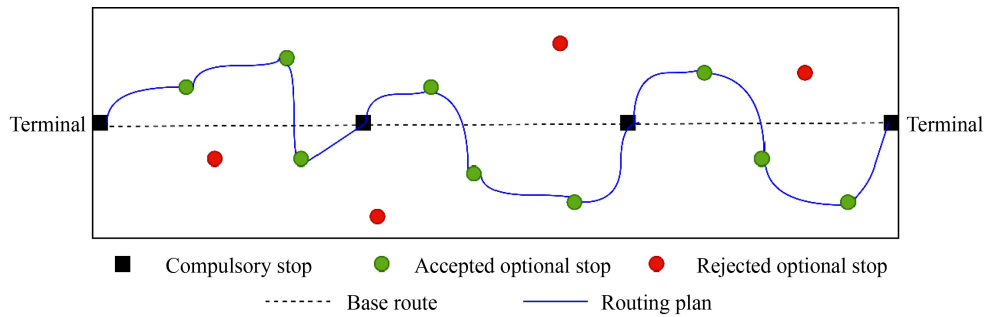 Terminal
Terminal
Compulsory stop
Accepted optional stop
Rejected optional stop
Base route
Routing plan